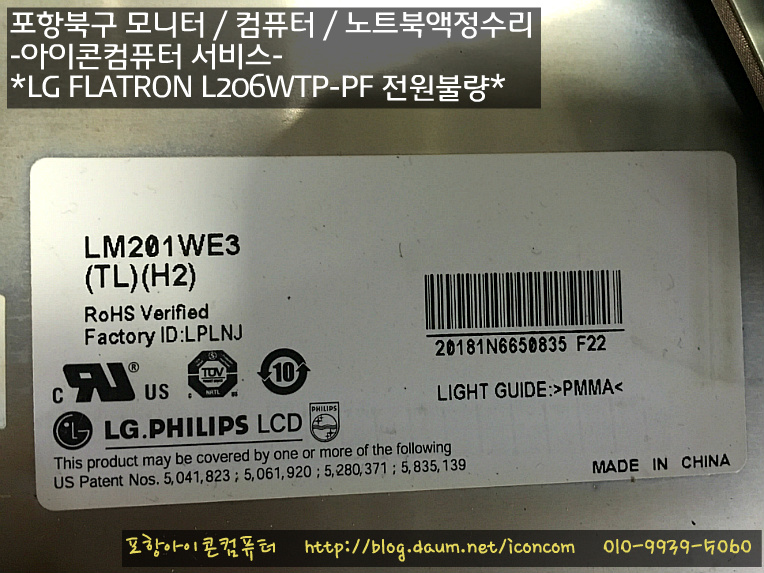 포항북구 모니터 / 컴퓨터 / 노트북액정수리
-아이콘컴퓨터 서비스-
*LG FLATRON L206WTP-PF 전원불량*
LM201WE3
(TL)(H2)
RoHS Verified
Factory ID:LPLNJ
20181N6650835 F22
LIGHT GUIDE:>PMMA<
c RU ® US TÜV NRTL 10
LG.PHILIPS LCD PHILIPS
This product may be covered by one or more of the following
US Patent Nos. 5,041,823 ; 5,061,920 ; 5,280,371 ; 5,835,139
MADE IN CHINA
포항아이콘컴퓨터 http://blog.daum.net/iconcom 010-9939-5060